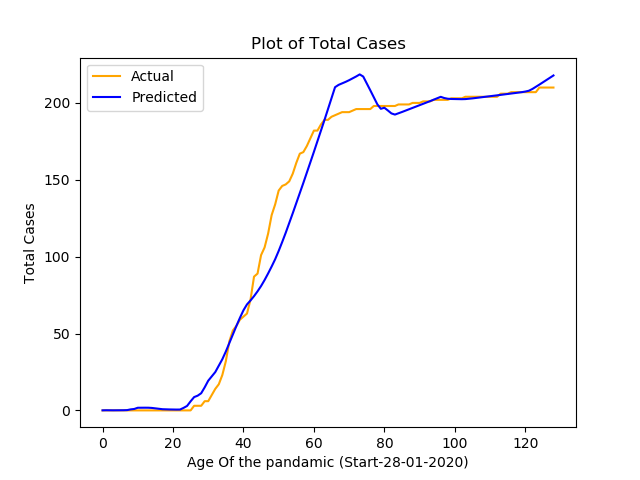 Plot of Total Cases
Actual
Predicted
200
150
100
50
0
Total Cases
0 20 40 60 80 100 120
Age Of the pandamic (Start-28-01-2020)